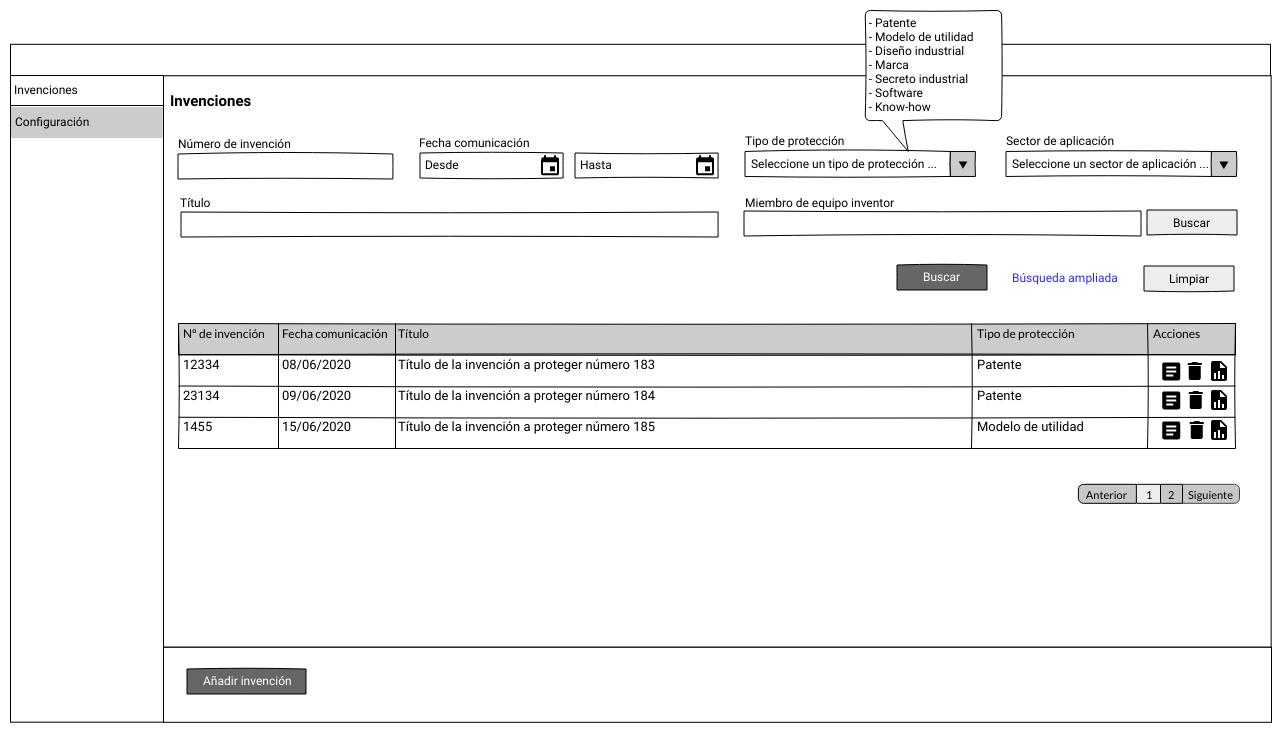 - Patente
- Modelo de utilidad
- Diseño industrial
- Marca
- Secreto industrial
- Software
- Know-how
Invenciones
Configuración
Invenciones
Número de invención
Fecha comunicación
Tipo de protección
Sector de aplicación
Desde
Hasta
Seleccione un tipo de protección ...
Seleccione un sector de aplicación ...
Título
Miembro de equipo inventor
Buscar
Buscar
Búsqueda ampliada
Limpiar
Nº de invención Fecha comunicación Título Tipo de protección Acciones
12334 08/06/2020 Título de la invención a proteger número 183 Patente
23134 09/06/2020 Título de la invención a proteger número 184 Patente
1455 15/06/2020 Título de la invención a proteger número 185 Modelo de utilidad
Anterior 1 2 Siguiente
Añadir invención